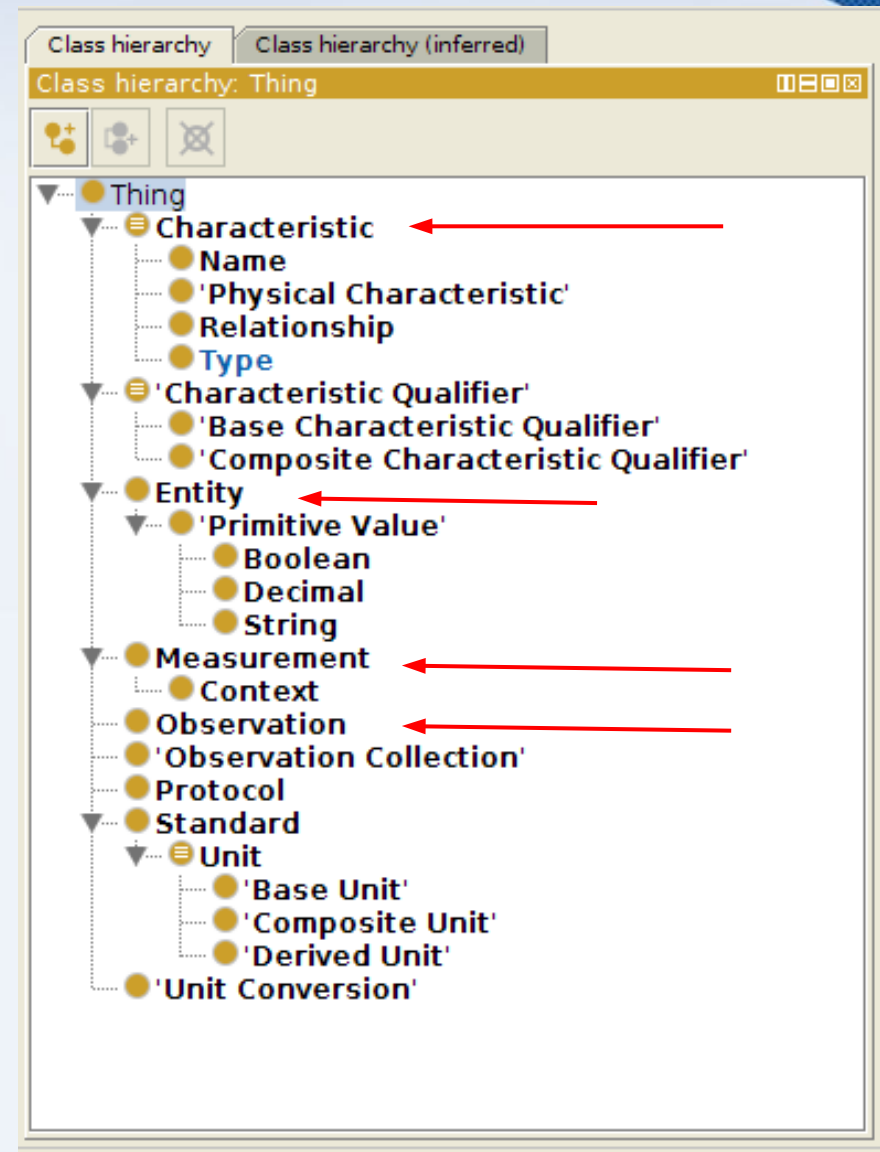 Class hierarchy Class hierarchy (inferred)
Class hierarchy: Thing
Thing
Characteristic
Name
'Physical Characteristic'
Relationship
Type
'Characteristic Qualifier'
'Base Characteristic Qualifier'
'Composite Characteristic Qualifier'
Entity
'Primitive Value'
Boolean
Decimal
String
Measurement
Context
Observation
'Observation Collection'
Protocol
Standard
Unit
'Base Unit'
'Composite Unit'
'Derived Unit'
'Unit Conversion'